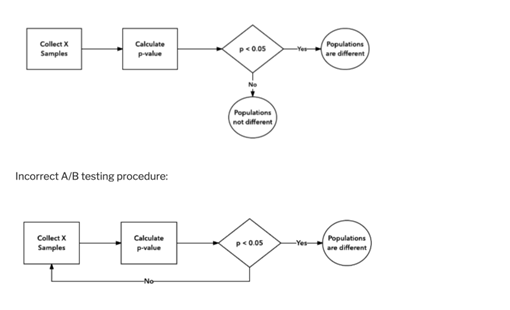 Collect X
Samples
Calculate
p-value
p < 0.05
Yes
Populations
are different
No
Populations
not different
Incorrect A/B testing procedure:
Collect X
Samples
Calculate
p-value
p < 0.05
Yes
Populations
are different
No